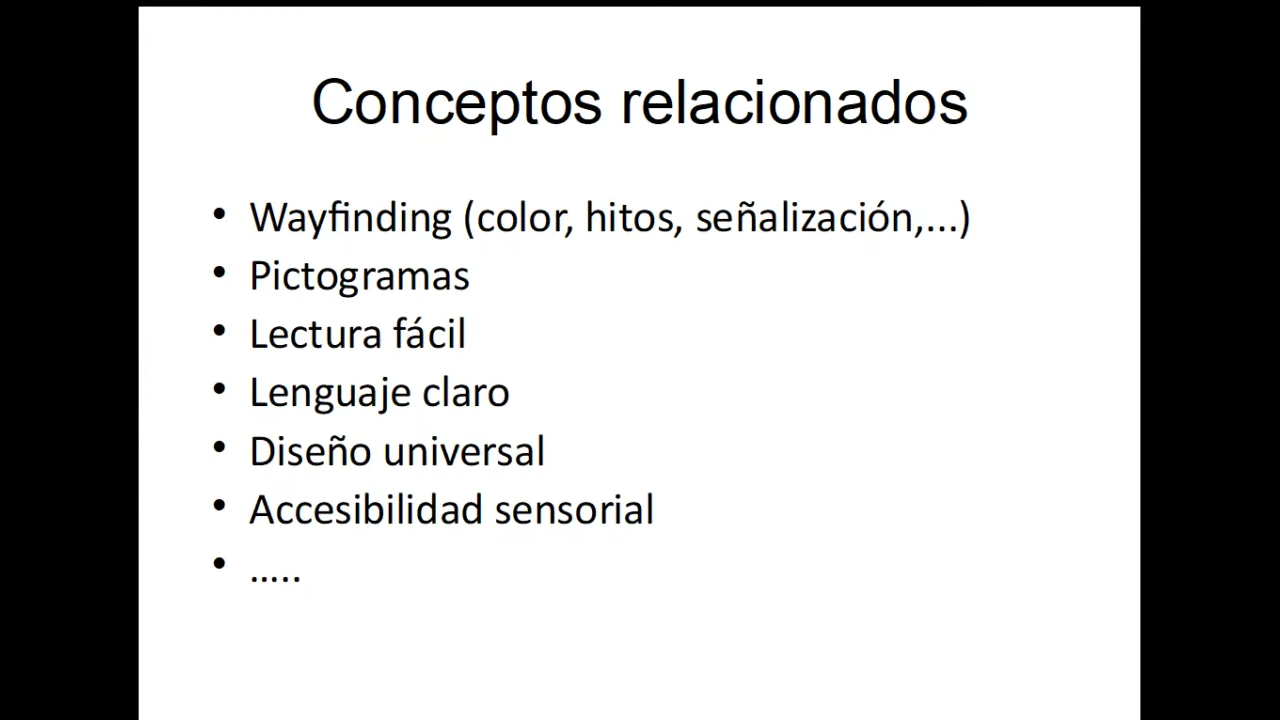 Conceptos relacionados
• Wayfinding (color, hitos, señalización,...)
• Pictogramas
• Lectura fácil
• Lenguaje claro
• Diseño universal
• Accesibilidad sensorial
• .....